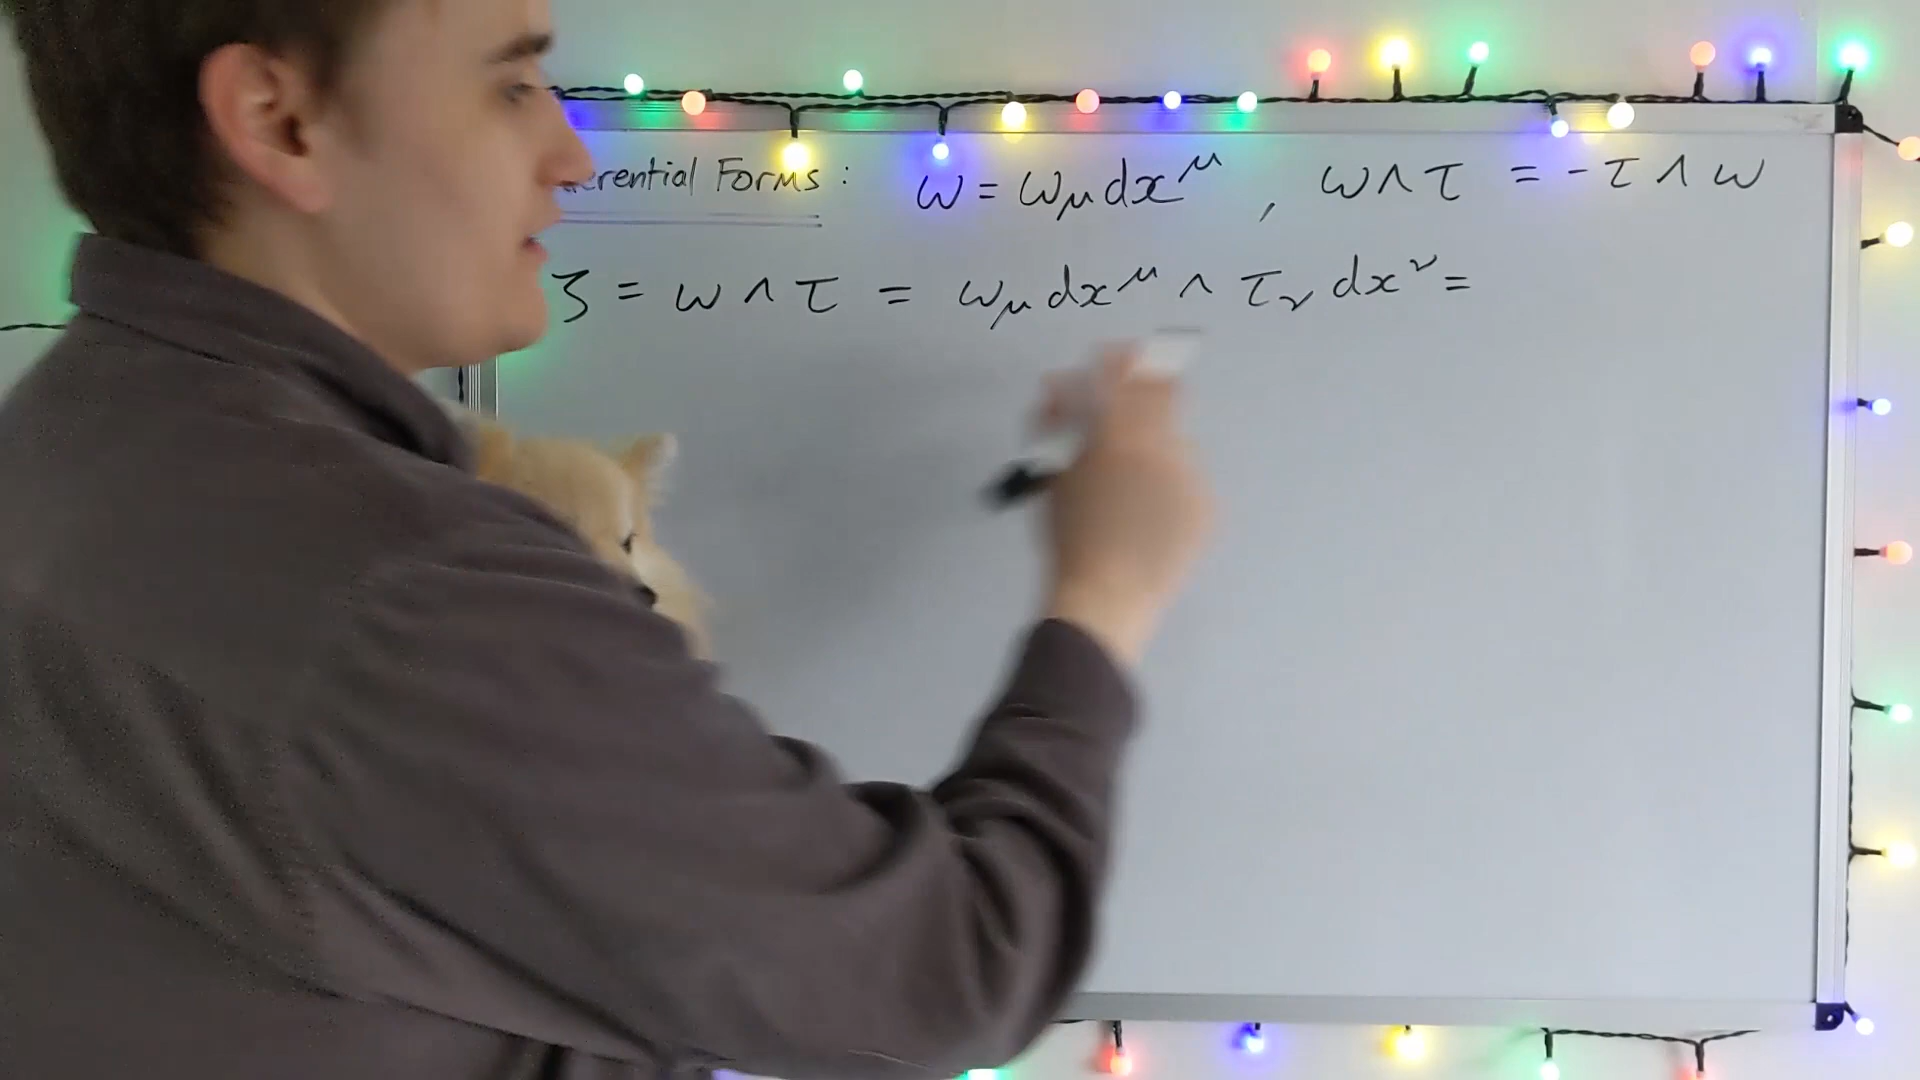 erential Forms : ω = ω_μ dx^μ , ω ∧ τ = - τ ∧ ω
ζ = ω ∧ τ = ω_μ dx^μ ∧ τ_ν dx^ν =